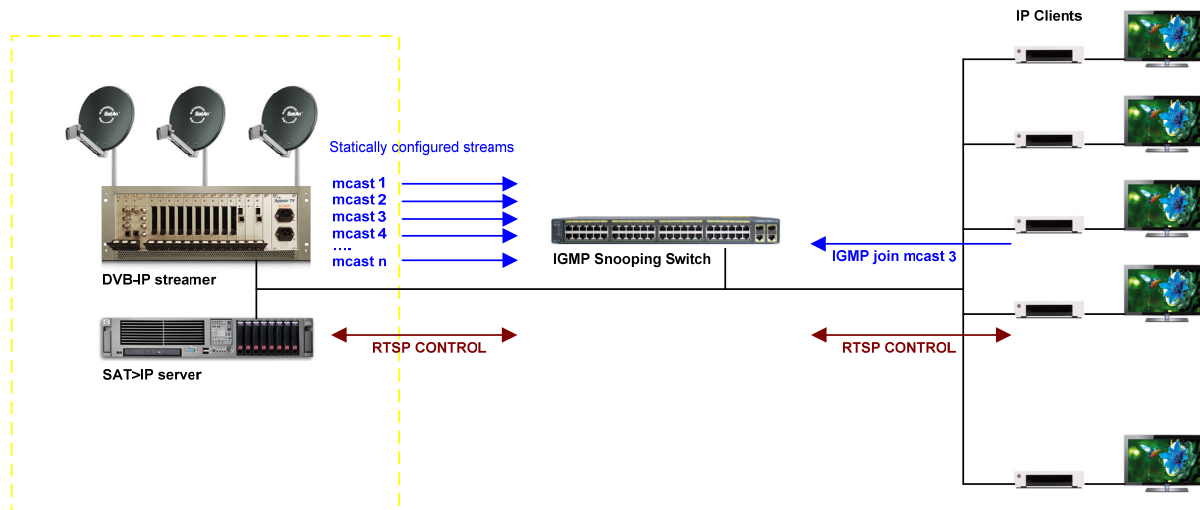 IP Clients
Statically configured streams
mcast 1
mcast 2
mcast 3
mcast 4
....
mcast n
DVB-IP streamer
IGMP Snooping Switch
IGMP join mcast 3
RTSP CONTROL
RTSP CONTROL
SAT>IP server